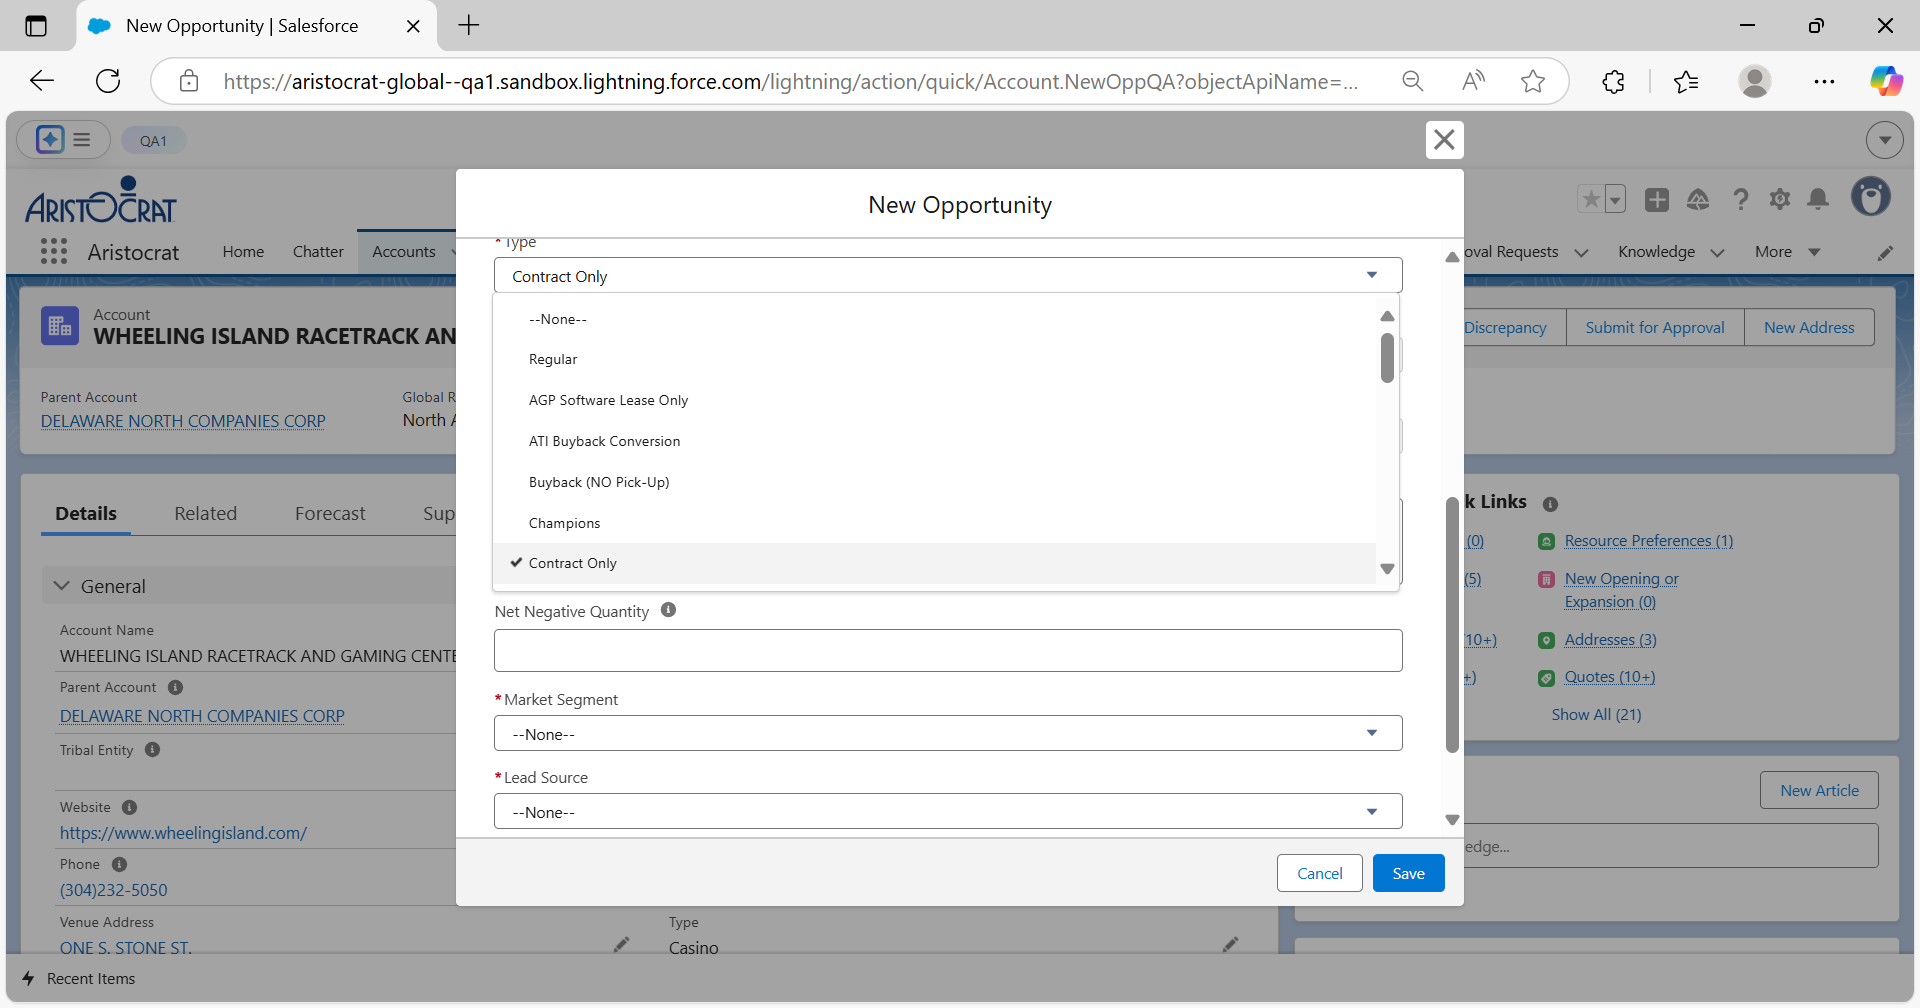 New Opportunity | Salesforce
https://aristocrat-global--qa1.sandbox.lightning.force.com/lightning/action/quick/Account.NewOppQA?objectApiName=...
QA1
ARISTOCRAT
Aristocrat
Home
Chatter
Accounts
oval Requests
Knowledge
More
New Opportunity
Account
WHEELING ISLAND RACETRACK AN
Discrepancy
Submit for Approval
New Address
Parent Account
DELAWARE NORTH COMPANIES CORP
Global R
North A
Details
Related
Forecast
Sup
General
Account Name
WHEELING ISLAND RACETRACK AND GAMING CENTE
Parent Account
DELAWARE NORTH COMPANIES CORP
Tribal Entity
Website
https://www.wheelingisland.com/
Phone
(304)232-5050
Venue Address
ONE S. STONE ST.
Type
Casino
* Type
Contract Only
--None--
Regular
AGP Software Lease Only
ATI Buyback Conversion
Buyback (NO Pick-Up)
Champions
Contract Only
Net Negative Quantity
* Market Segment
--None--
* Lead Source
--None--
Cancel
Save
k Links
(0)
Resource Preferences (1)
(5)
New Opening or
Expansion (0)
10+)
Addresses (3)
+)
Quotes (10+)
Show All (21)
New Article
edge...
Recent Items